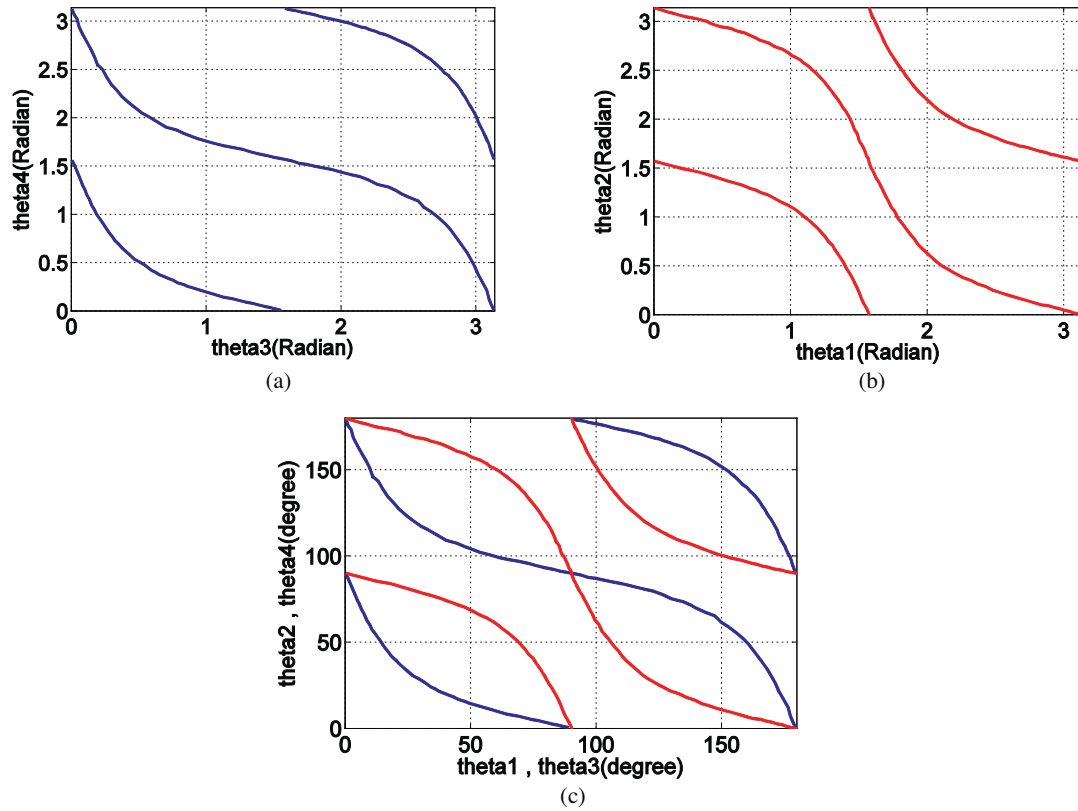 3
2.5
2
1.5
1
0.5
0
theta4(Radian)
0 1 2 3
theta3(Radian)
(a)
3
2.5
2
1.5
1
0.5
0
theta2(Radian)
0 1 2 3
theta1(Radian)
(b)
150
100
50
0
theta2 , theta4(degree)
0 50 100 150
theta1 , theta3(degree)
(c)